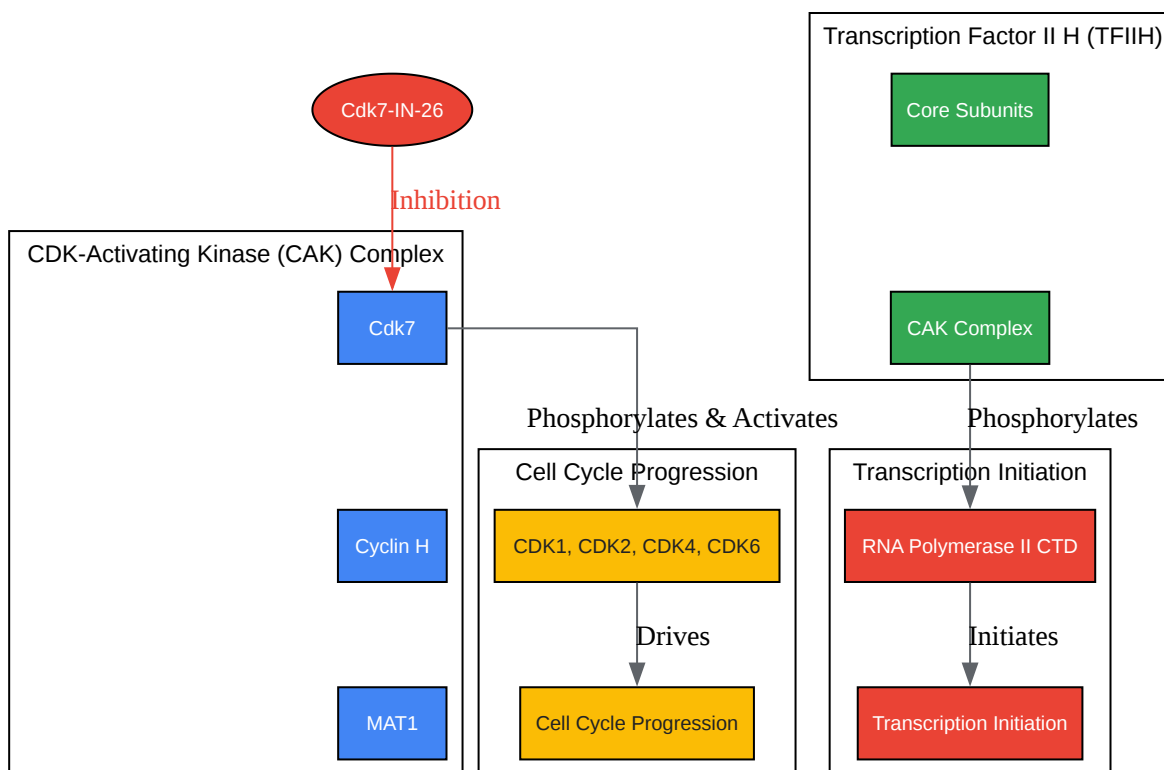 Transcription Factor II H (TFIIH)
Cdk7-IN-26
Core Subunits
Inhibition
CDK-Activating Kinase (CAK) Complex
Cdk7
CAK Complex
Phosphorylates & Activates
Phosphorylates
Cell Cycle Progression
Transcription Initiation
Cyclin H
CDK1, CDK2, CDK4, CDK6
RNA Polymerase II CTD
Drives
Initiates
MAT1
Cell Cycle Progression
Transcription Initiation